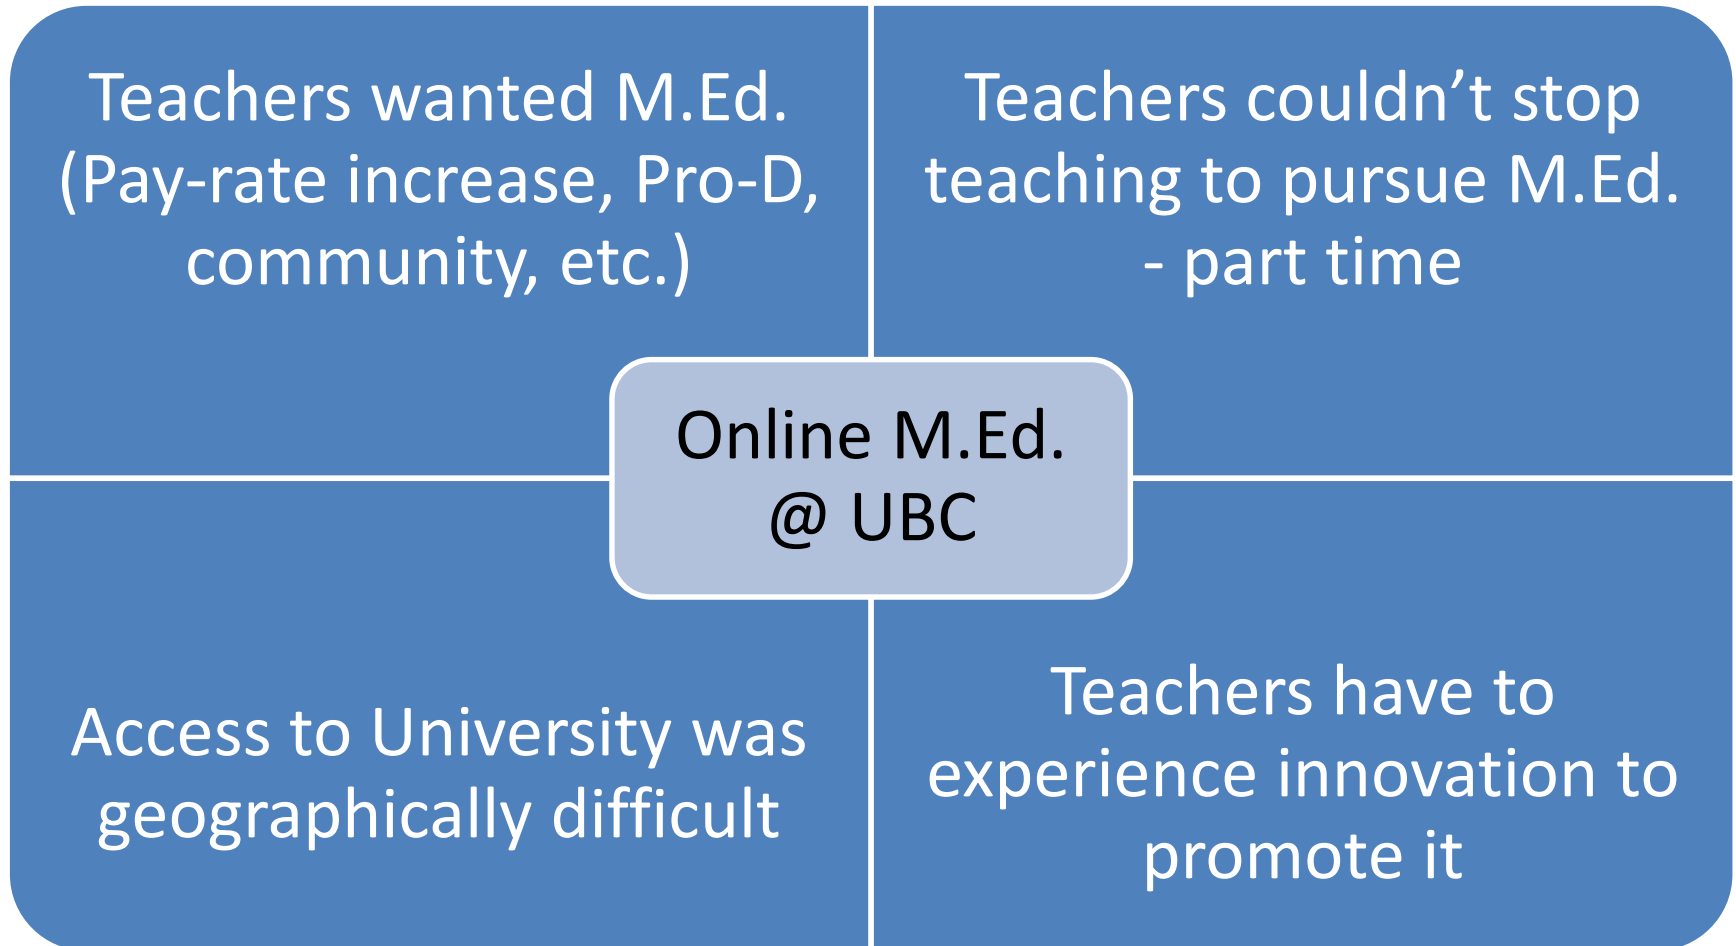 Teachers wanted M.Ed.
(Pay-rate increase, Pro-D,
community, etc.)
Teachers couldn’t stop
teaching to pursue M.Ed.
- part time
Online M.Ed.
@ UBC
Access to University was
geographically difficult
Teachers have to
experience innovation to
promote it